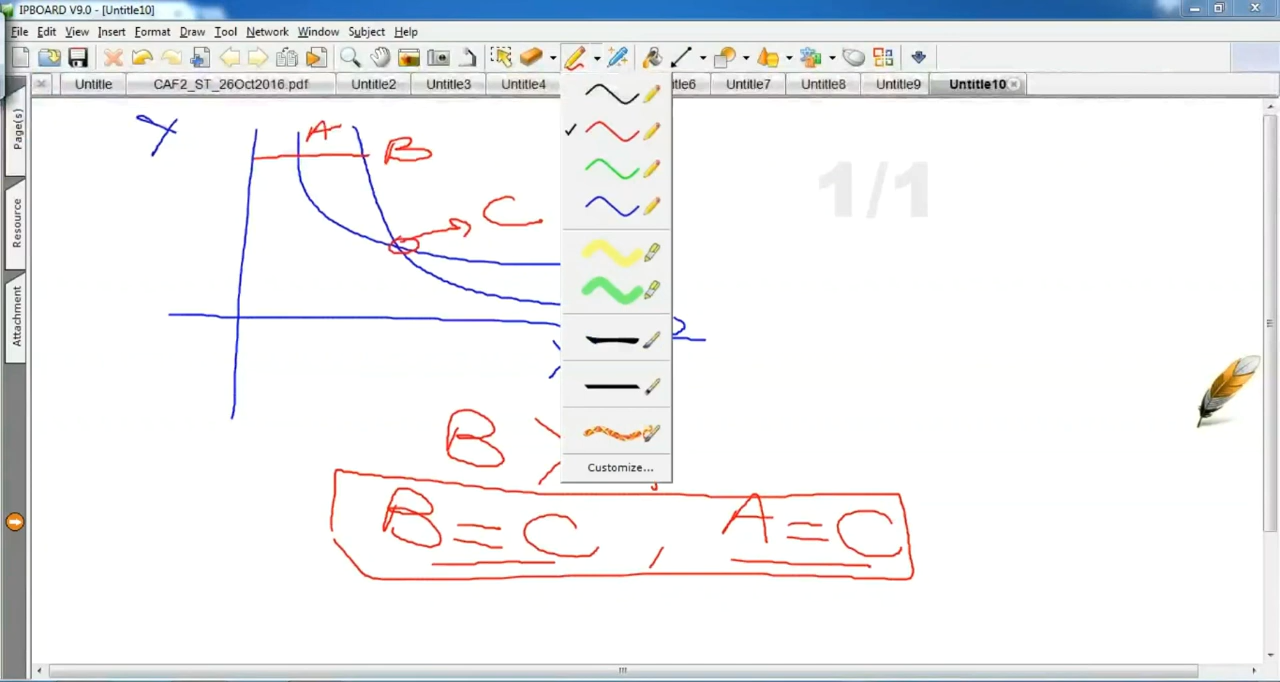 IPBOARD V9.0 - [Untitle10]
File Edit View Insert Format Draw Tool Network Window Subject Help
Untitle CAF2_ST_26Oct2016.pdf Untitle2 Untitle3 Untitle4 tle6 Untitle7 Untitle8 Untitle9 Untitle10
Page(s)
Resource
Attachment
1/1
Y A B
C
Customize...
B >
B = C , A = C